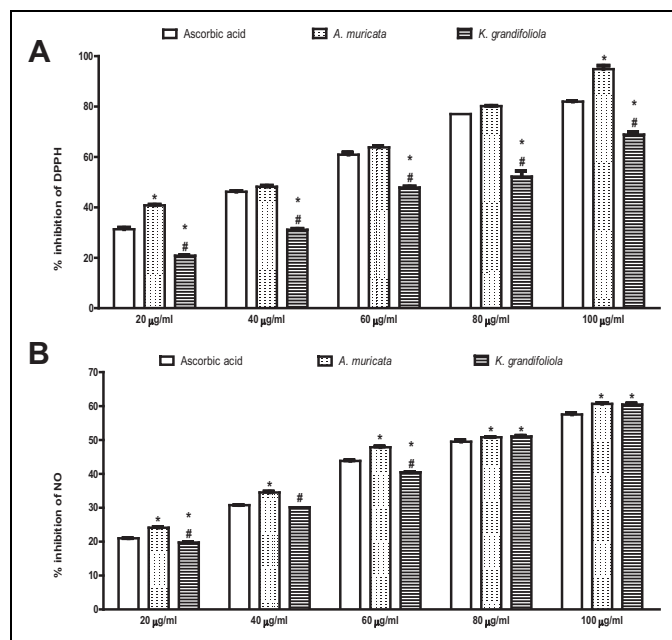 A
Ascorbic acid A. muricata K. grandifoliola
% inhibition of DPPH
100
80
60
40
20
0
* * # * # * # * # * * #
20 µg/ml 40 µg/ml 60 µg/ml 80 µg/ml 100 µg/ml
B
Ascorbic acid A. muricata K. grandifoliola
% inhibition of NO
70
60
50
40
30
20
10
0
* * # * # * * # * * * *
20 µg/ml 40 µg/ml 60 µg/ml 80 µg/ml 100 µg/ml